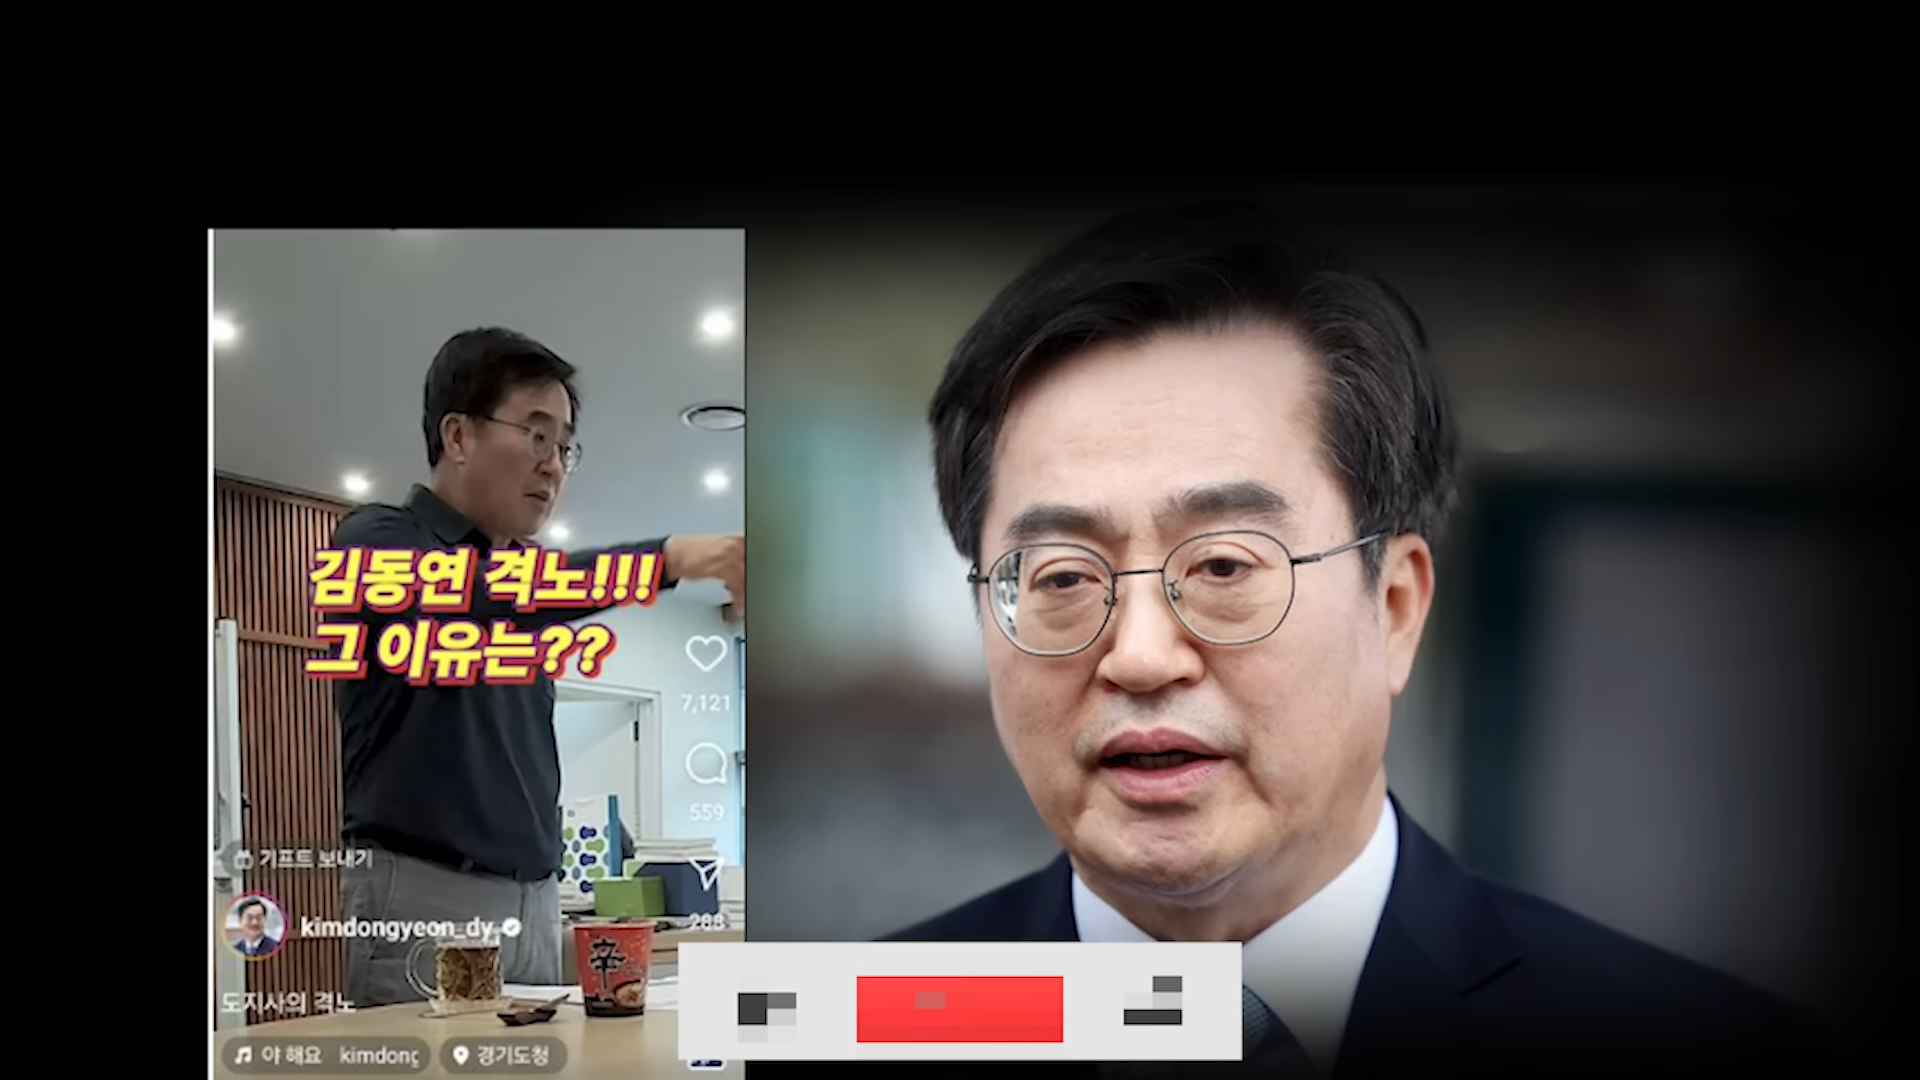 김동연 격노!!!
그 이유는??
7,121
559
288
기프트 보내기
kimdongyeon_dy
辛
도지사의 격노
야 해요 kimdong
경기도청